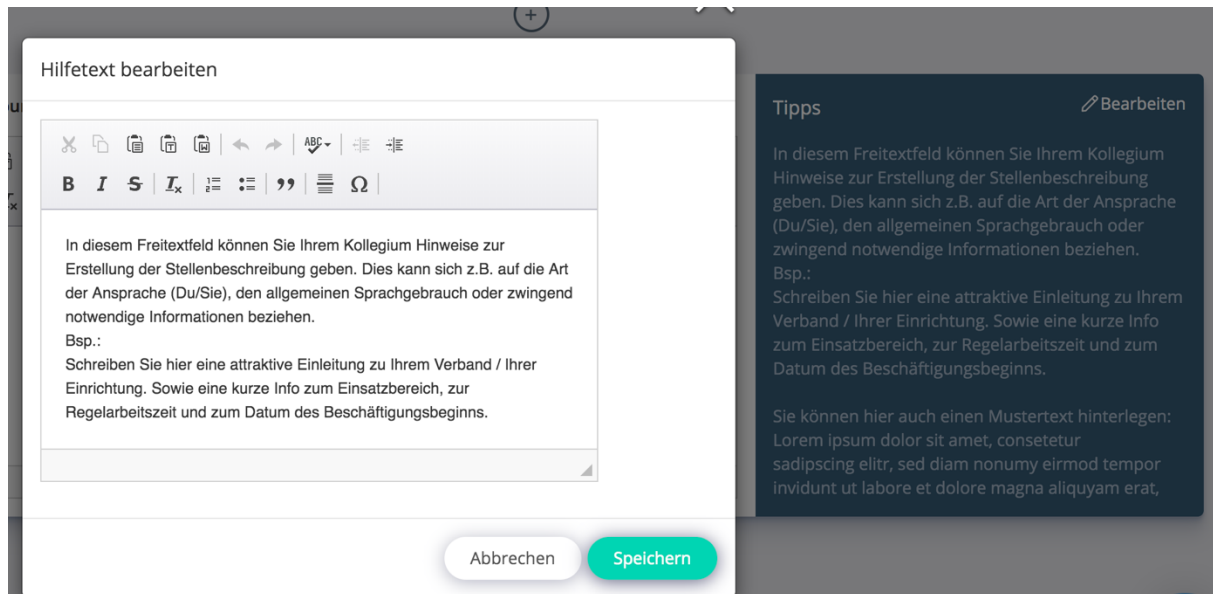 Hilfetext bearbeiten
ABC
B I S Ix Ω
In diesem Freitextfeld können Sie Ihrem Kollegium Hinweise zur
Erstellung der Stellenbeschreibung geben. Dies kann sich z.B. auf die Art
der Ansprache (Du/Sie), den allgemeinen Sprachgebrauch oder zwingend
notwendige Informationen beziehen.
Bsp.:
Schreiben Sie hier eine attraktive Einleitung zu Ihrem Verband / Ihrer
Einrichtung. Sowie eine kurze Info zum Einsatzbereich, zur
Regelarbeitszeit und zum Datum des Beschäftigungsbeginns.
Abbrechen
Speichern
Tipps
Bearbeiten
In diesem Freitextfeld können Sie Ihrem Kollegium
Hinweise zur Erstellung der Stellenbeschreibung
geben. Dies kann sich z.B. auf die Art der Ansprache
(Du/Sie), den allgemeinen Sprachgebrauch oder
zwingend notwendige Informationen beziehen.
Bsp.:
Schreiben Sie hier eine attraktive Einleitung zu Ihrem
Verband / Ihrer Einrichtung. Sowie eine kurze Info
zum Einsatzbereich, zur Regelarbeitszeit und zum
Datum des Beschäftigungsbeginns.
Sie können hier auch einen Mustertext hinterlegen:
Lorem ipsum dolor sit amet, consetetur
sadipscing elitr, sed diam nonumy eirmod tempor
invidunt ut labore et dolore magna aliquyam erat,